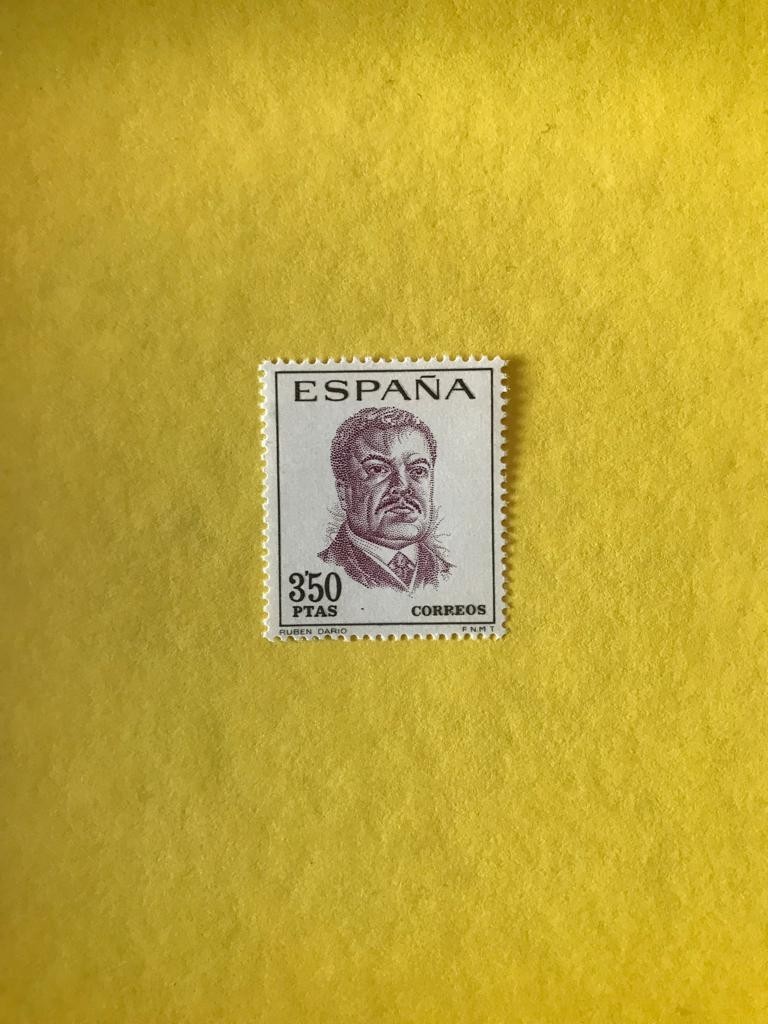 ESPAÑA
3'50
PTAS CORREOS
RUBEN DARIO F.N.M.T